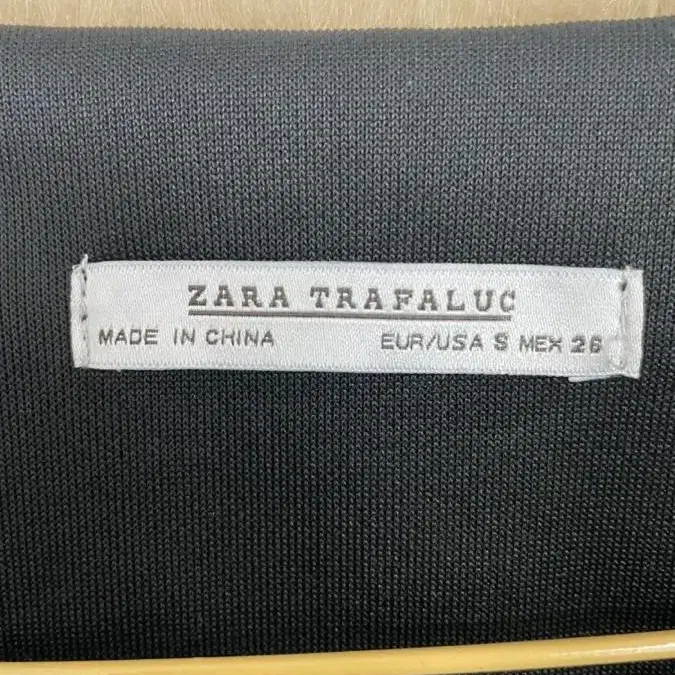 ZARA TRAFALUC
MADE IN CHINA EUR/USA S MEX 26